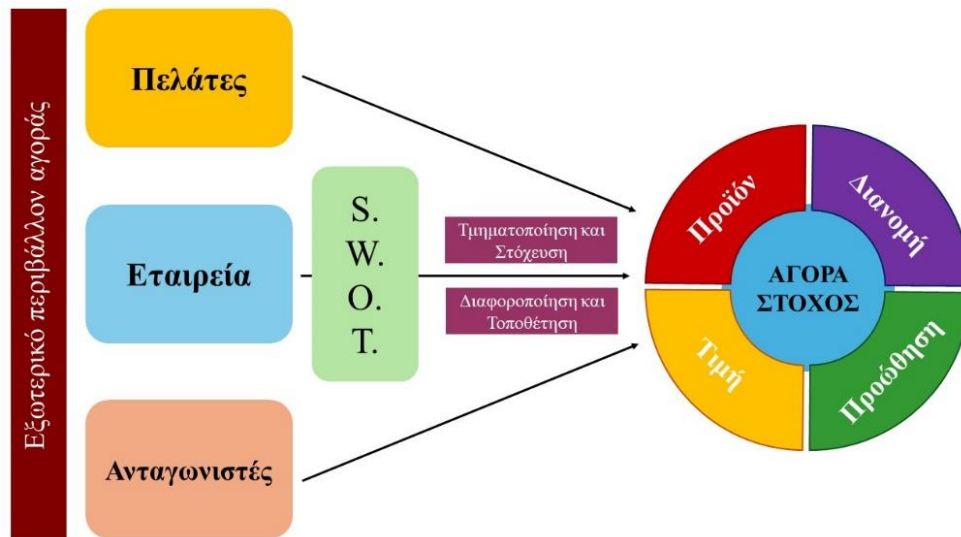 Εξωτερικό περιβάλλον αγοράς
Πελάτες
Εταιρεία
Ανταγωνιστές
S.
W.
O.
T.
Τμηματοποίηση και
Στόχευση
Διαφοροποίηση και
Τοποθέτηση
Προϊόν
Διανομή
ΑΓΟΡΑ
ΣΤΟΧΟΣ
Τιμή
Προώθηση